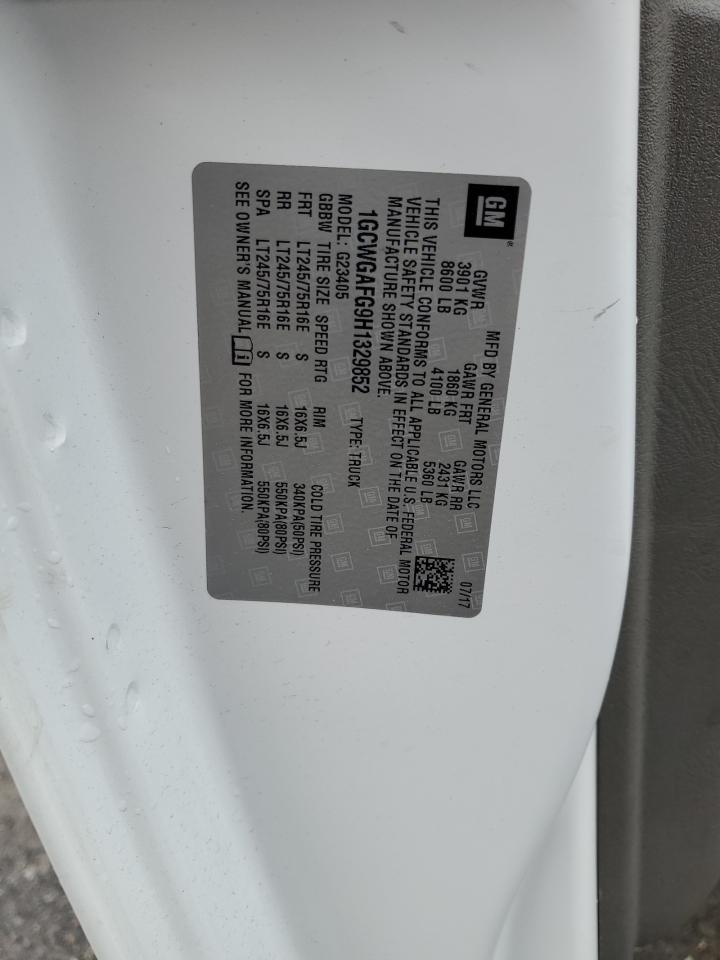 GM®
MFD BY GENERAL MOTORS LLC 07/17
GVWR GAWR FRT GAWR RR
3901 KG 1860 KG 2431 KG
8600 LB 4100 LB 5360 LB
THIS VEHICLE CONFORMS TO ALL APPLICABLE U.S. FEDERAL MOTOR
VEHICLE SAFETY STANDARDS IN EFFECT ON THE DATE OF
MANUFACTURE SHOWN ABOVE.
1GCWGAFG9H1329852 TYPE: TRUCK
MODEL: G23405
GBBW TIRE SIZE SPEED RTG RIM COLD TIRE PRESSURE
FRT LT245/75R16E S 16X6.5J 340KPA(50PSI)
RR LT245/75R16E S 16X6.5J 550KPA(80PSI)
SPA LT245/75R16E S 16X6.5J 550KPA(80PSI)
SEE OWNER'S MANUAL FOR MORE INFORMATION.